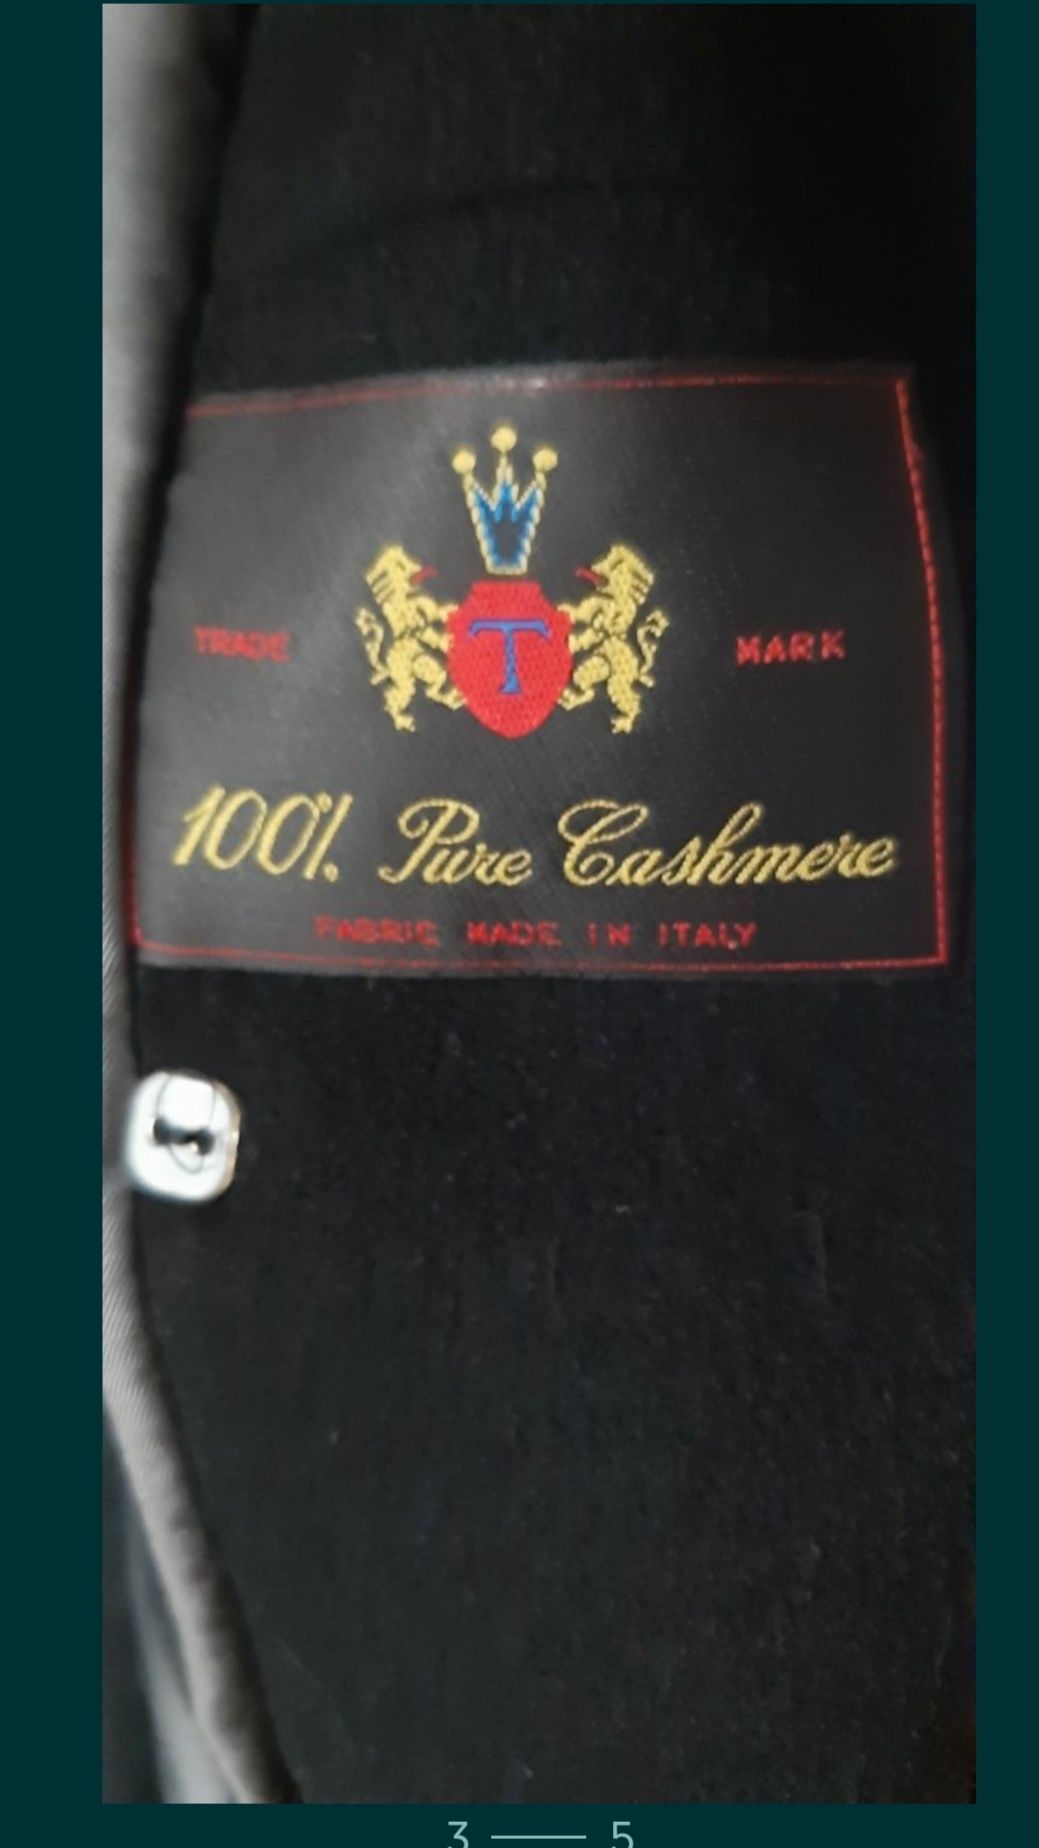 T
TRADE MARK
100% Pure Cashmere
FABRIC MADE IN ITALY
3 — 5